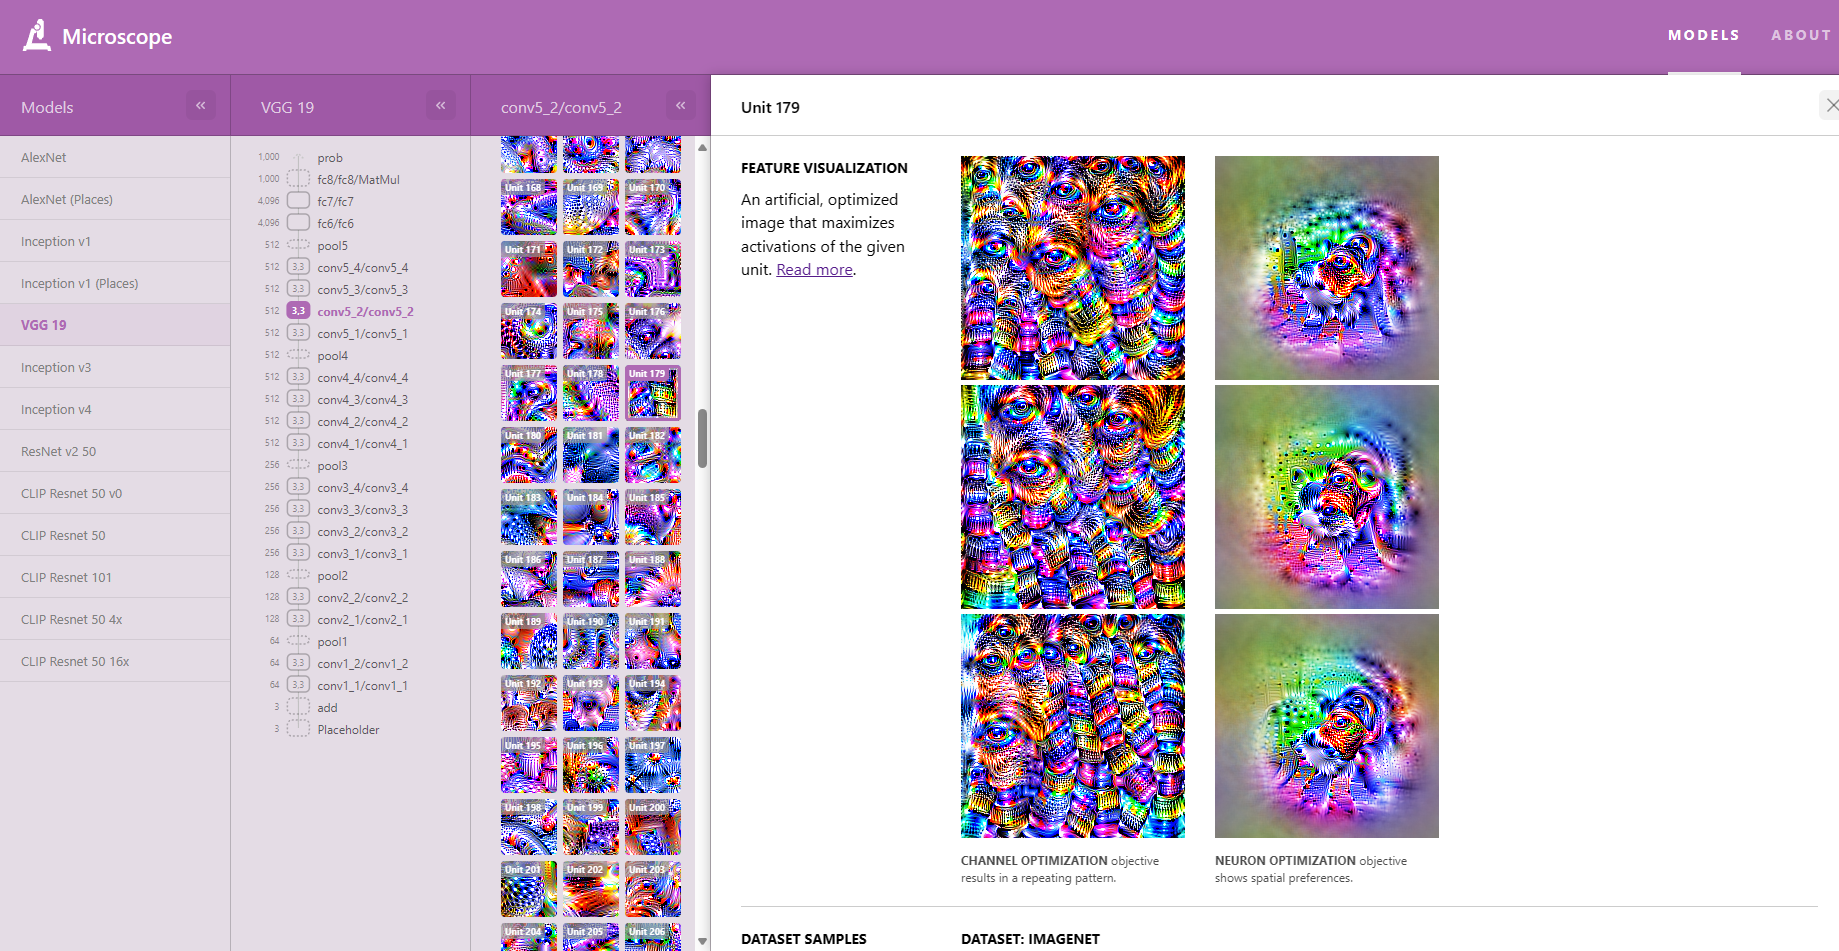 Microscope
MODELS
ABOUT
Models
«
VGG 19
«
conv5_2/conv5_2
«
Unit 179
AlexNet
AlexNet (Places)
Inception v1
Inception v1 (Places)
VGG 19
Inception v3
Inception v4
ResNet v2 50
CLIP Resnet 50 v0
CLIP Resnet 50
CLIP Resnet 101
CLIP Resnet 50 4x
CLIP Resnet 50 16x
1,000 prob
1,000 fc8/fc8/MatMul
4,096 fc7/fc7
4,096 fc6/fc6
512 pool5
512 3,3 conv5_4/conv5_4
512 3,3 conv5_3/conv5_3
512 3,3 conv5_2/conv5_2
512 3,3 conv5_1/conv5_1
512 pool4
512 3,3 conv4_4/conv4_4
512 3,3 conv4_3/conv4_3
512 3,3 conv4_2/conv4_2
512 3,3 conv4_1/conv4_1
256 pool3
256 3,3 conv3_4/conv3_4
256 3,3 conv3_3/conv3_3
256 3,3 conv3_2/conv3_2
256 3,3 conv3_1/conv3_1
128 pool2
128 3,3 conv2_2/conv2_2
128 3,3 conv2_1/conv2_1
64 pool1
64 3,3 conv1_2/conv1_2
64 3,3 conv1_1/conv1_1
3 add
3 Placeholder
Unit 168 Unit 169 Unit 170
Unit 171 Unit 172 Unit 173
Unit 174 Unit 175 Unit 176
Unit 177 Unit 178 Unit 179
Unit 180 Unit 181 Unit 182
Unit 183 Unit 184 Unit 185
Unit 186 Unit 187 Unit 188
Unit 189 Unit 190 Unit 191
Unit 192 Unit 193 Unit 194
Unit 195 Unit 196 Unit 197
Unit 198 Unit 199 Unit 200
Unit 201 Unit 202 Unit 203
Unit 204 Unit 205 Unit 206
FEATURE VISUALIZATION
An artificial, optimized
image that maximizes
activations of the given
unit. Read more.
CHANNEL OPTIMIZATION objective
results in a repeating pattern.
NEURON OPTIMIZATION objective
shows spatial preferences.
DATASET SAMPLES
DATASET: IMAGENET